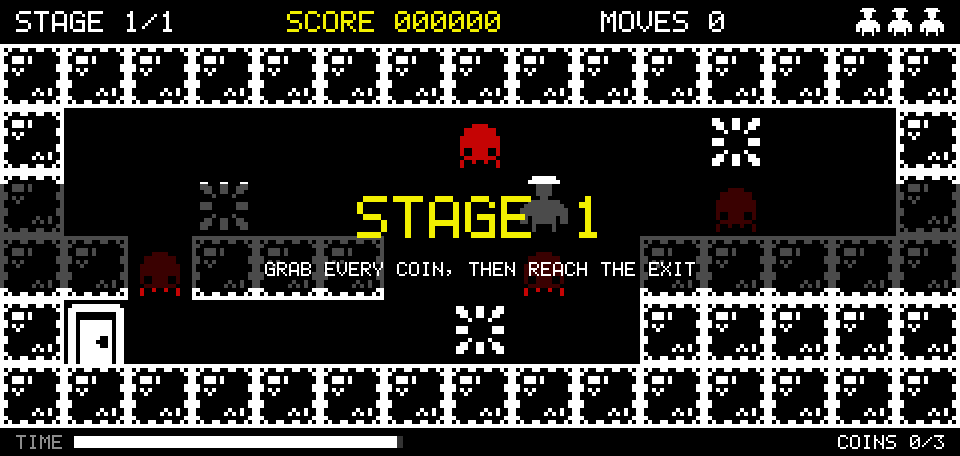 STAGE 1/1 SCORE 000000 MOVES 0
STAGE 1
GRAB EVERY COIN, THEN REACH THE EXIT
TIME COINS 0/3